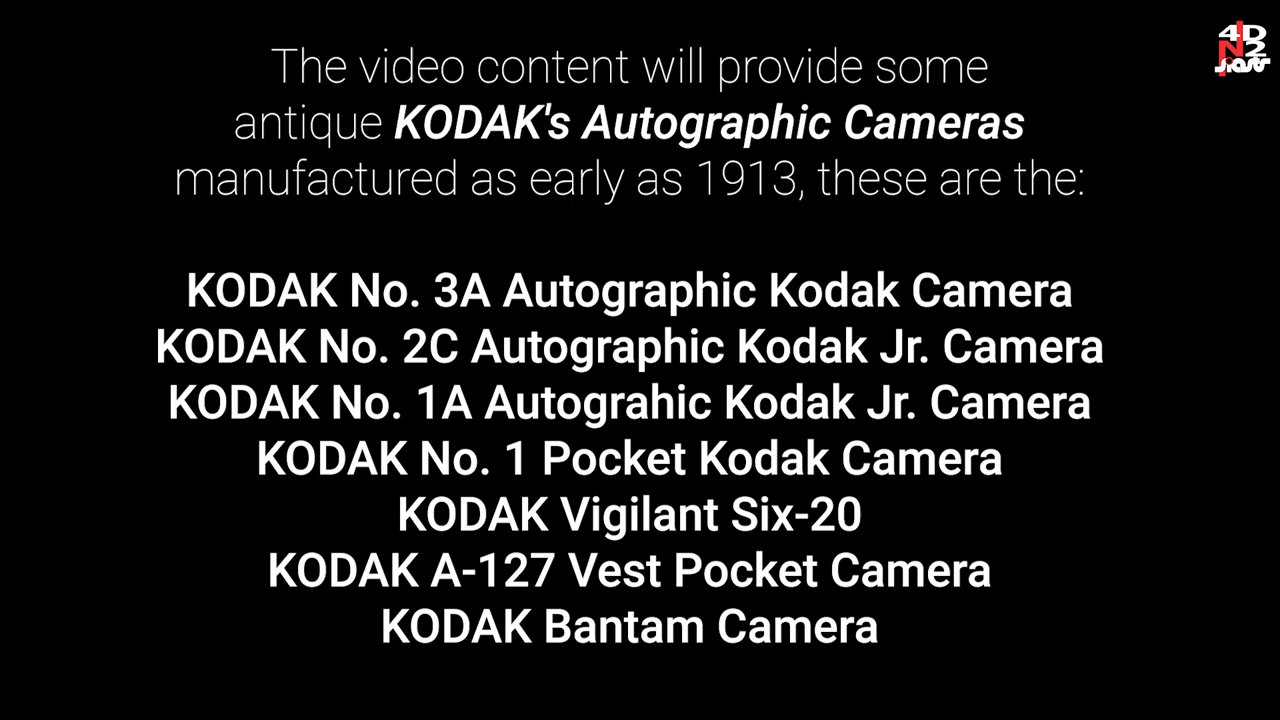 The video content will provide some
antique KODAK's Autographic Cameras
manufactured as early as 1913, these are the:
KODAK No. 3A Autographic Kodak Camera
KODAK No. 2C Autographic Kodak Jr. Camera
KODAK No. 1A Autograhic Kodak Jr. Camera
KODAK No. 1 Pocket Kodak Camera
KODAK Vigilant Six-20
KODAK A-127 Vest Pocket Camera
KODAK Bantam Camera
4D
N2